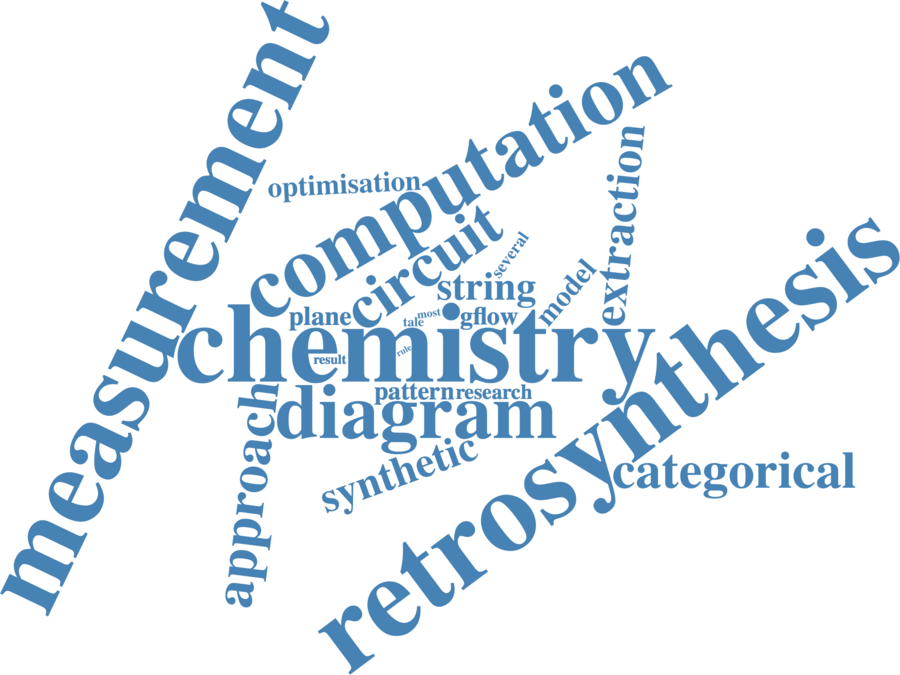 measurement
computation
optimisation
extraction
circuit
several
retrosynthesis
string
model
plane
gflow
most
tale
chemistry
rule
result
pattern
research
approach
diagram
synthetic
categorical